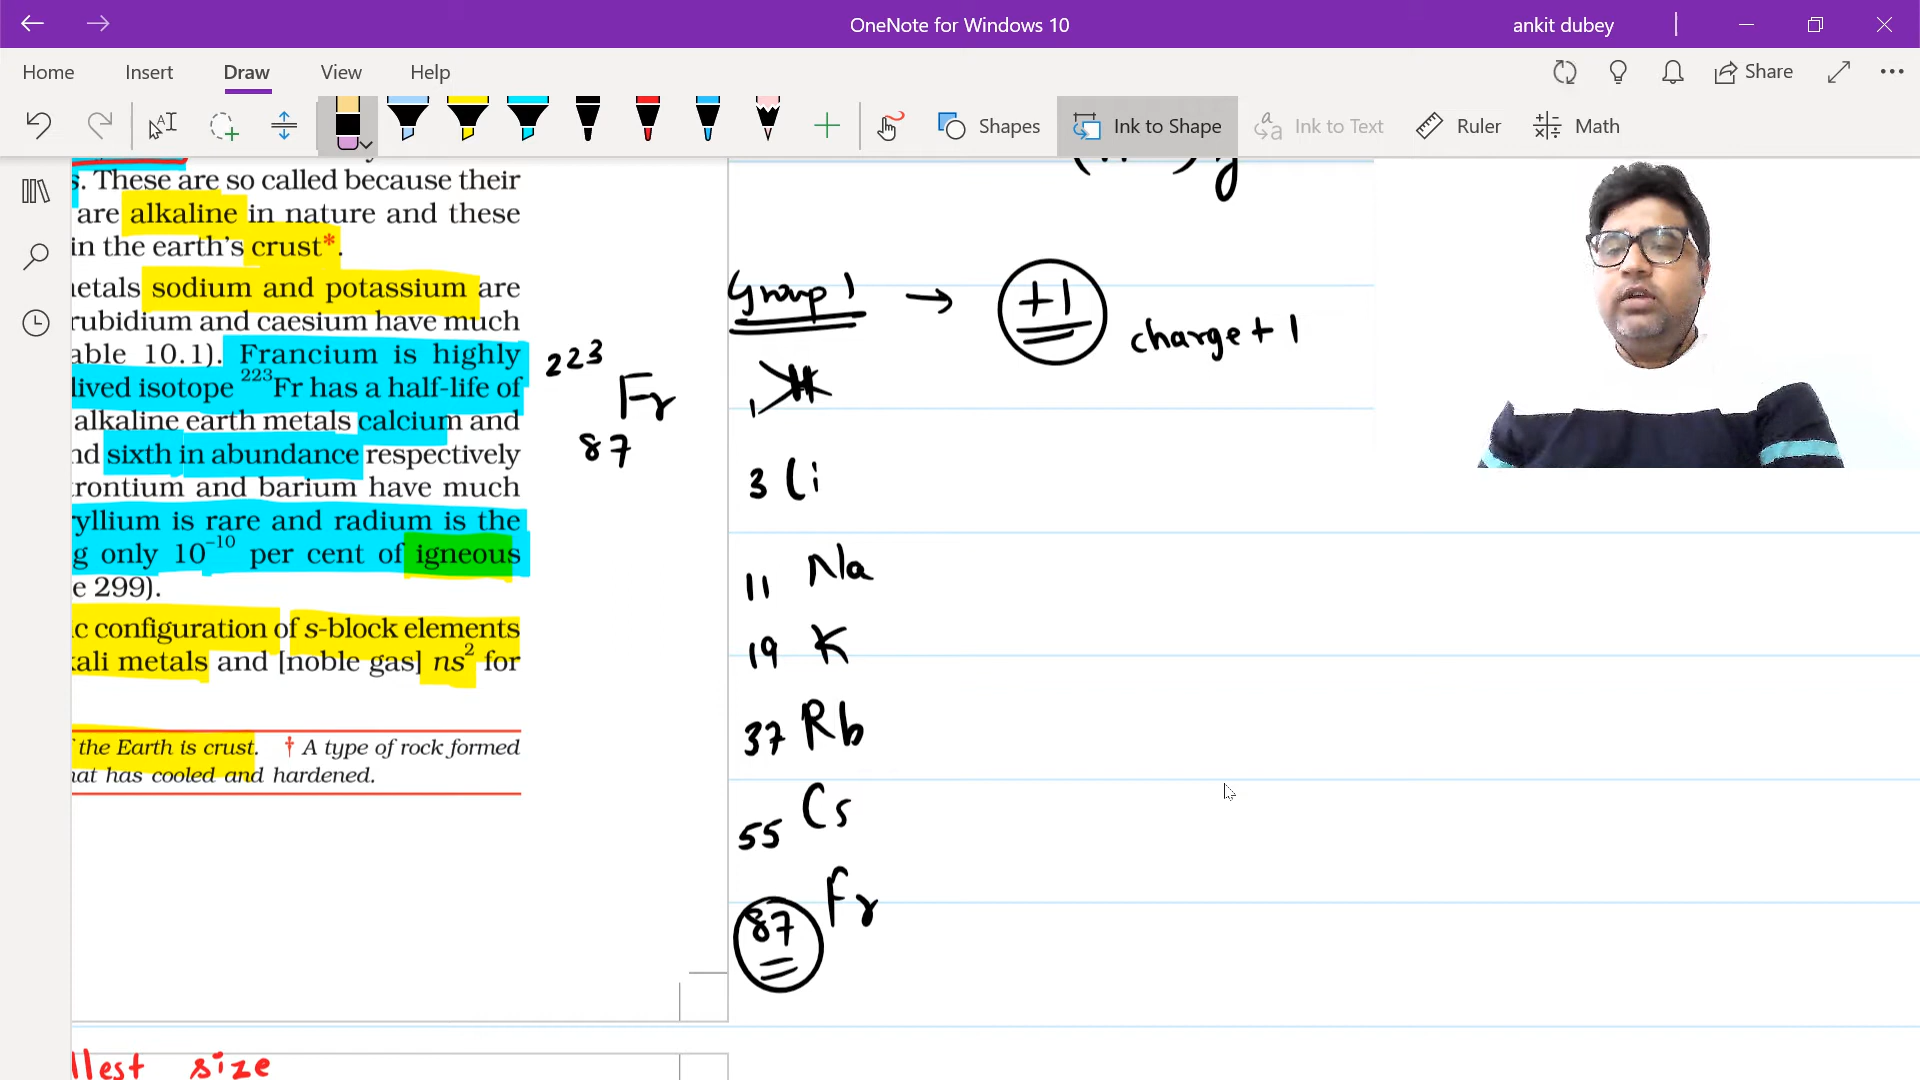 OneNote for Windows 10
ankit dubey
Home Insert Draw View Help
Share
Shapes Ink to Shape Ink to Text Ruler Math
s. These are so called because their
are alkaline in nature and these
in the earth's crust*.
etals sodium and potassium are
rubidium and caesium have much
able 10.1). Francium is highly
lived isotope ²²³Fr has a half-life of
alkaline earth metals calcium and
nd sixth in abundance respectively
trontium and barium have much
yllium is rare and radium is the
g only 10⁻¹⁰ per cent of igneous
e 299).
c configuration of s-block elements
kali metals and [noble gas] ns² for
the Earth is crust. † A type of rock formed
hat has cooled and hardened.
223
Fr
87
Group 1 → +1 charge + 1
1 H
3 Li
11 Na
19 K
37 Rb
55 Cs
87 Fr
llest size